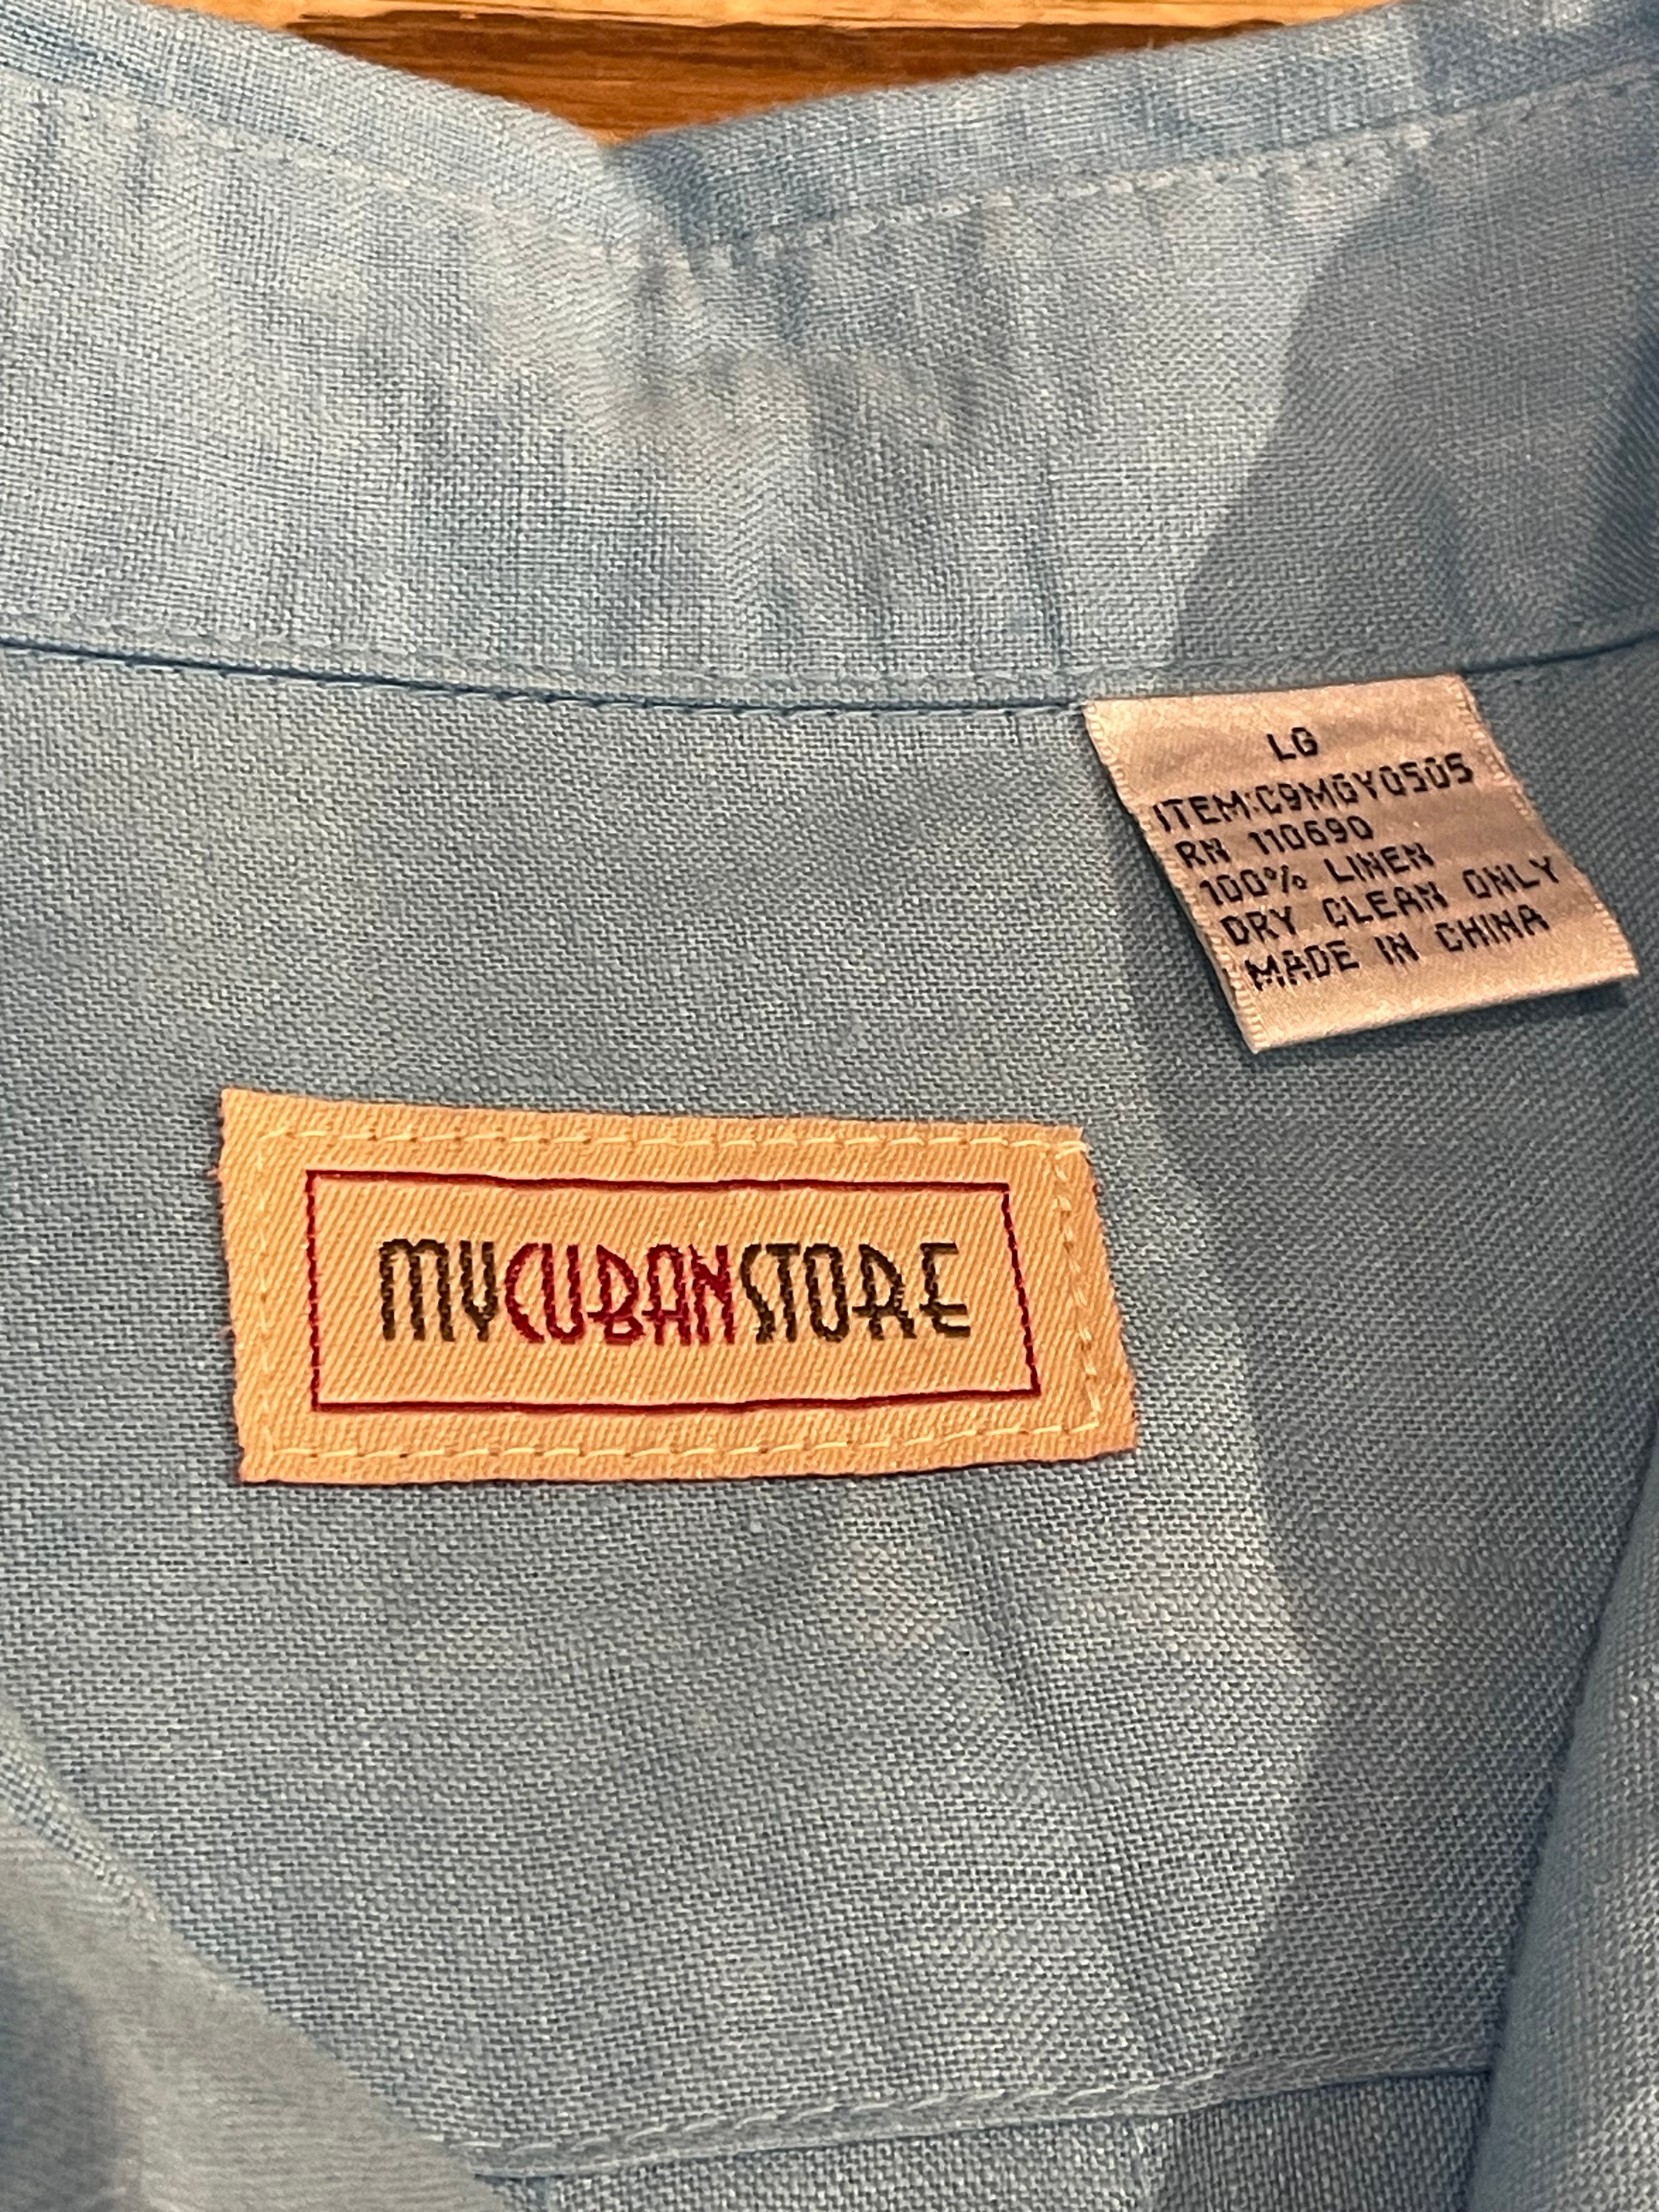 LG
ITEM:C9MGY0505
RN 110690
100% LINEN
DRY CLEAN ONLY
MADE IN CHINA
MYCUBANSTORE